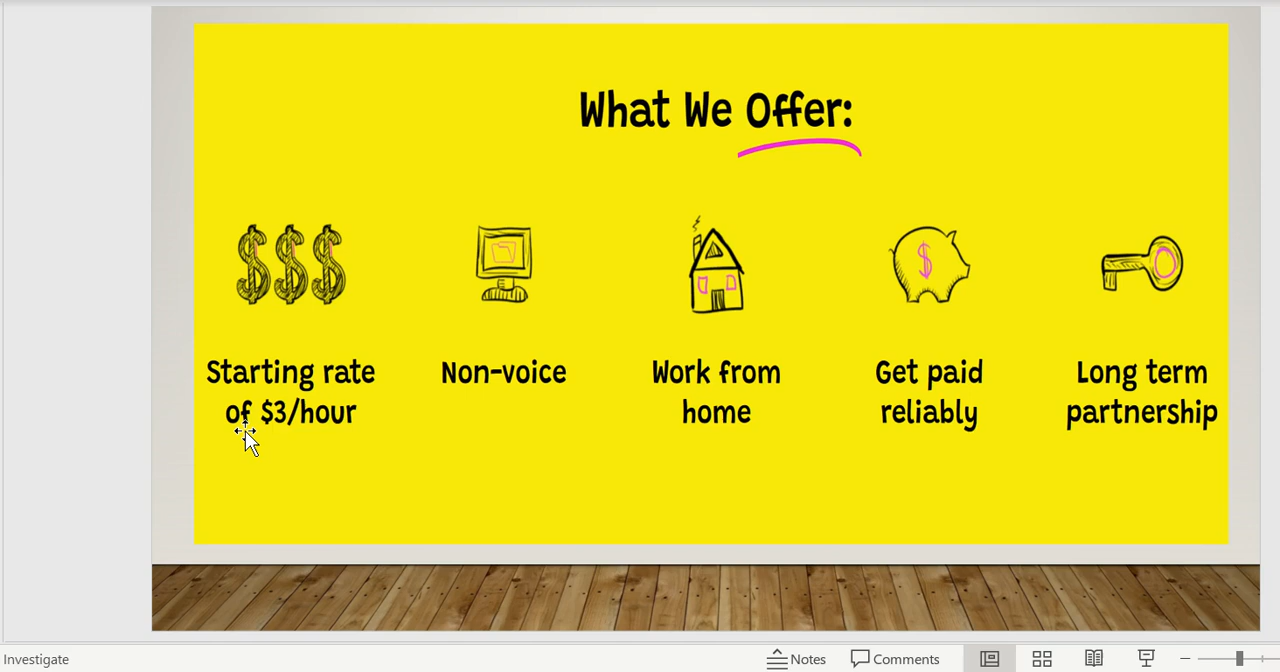 What We Offer:
Starting rate
of $3/hour
Non-voice
Work from
home
Get paid
reliably
Long term
partnership
Investigate
Notes
Comments